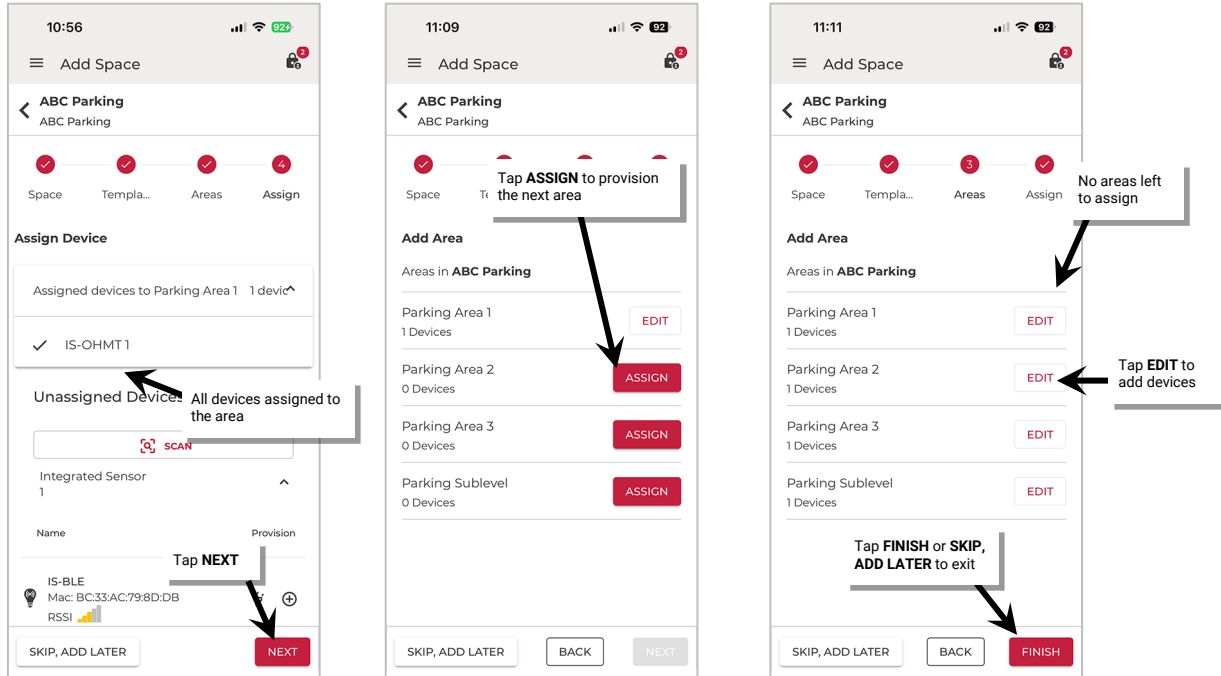 10:56
92
Add Space
2
ABC Parking
ABC Parking
4
Space
Templa...
Areas
Assign
Assign Device
Assigned devices to Parking Area 1 1 devic
IS-OHMT 1
All devices assigned to
the area
Unassigned Devices
SCAN
Integrated Sensor
1
Name
Provision
Tap NEXT
IS-BLE
Mac: BC:33:AC:79:8D:DB
RSSI
SKIP, ADD LATER
NEXT
11:09
92
Add Space
2
ABC Parking
ABC Parking
Space
Tap ASSIGN to provision
the next area
Add Area
Areas in ABC Parking
Parking Area 1
1 Devices
EDIT
Parking Area 2
0 Devices
ASSIGN
Parking Area 3
0 Devices
ASSIGN
Parking Sublevel
0 Devices
ASSIGN
SKIP, ADD LATER
BACK
NEXT
11:11
92
Add Space
2
ABC Parking
ABC Parking
3
Space
Templa...
Areas
Assign
No areas left
to assign
Add Area
Areas in ABC Parking
Parking Area 1
1 Devices
EDIT
Parking Area 2
1 Devices
EDIT
Tap EDIT to
add devices
Parking Area 3
1 Devices
EDIT
Parking Sublevel
1 Devices
EDIT
Tap FINISH or SKIP,
ADD LATER to exit
SKIP, ADD LATER
BACK
FINISH